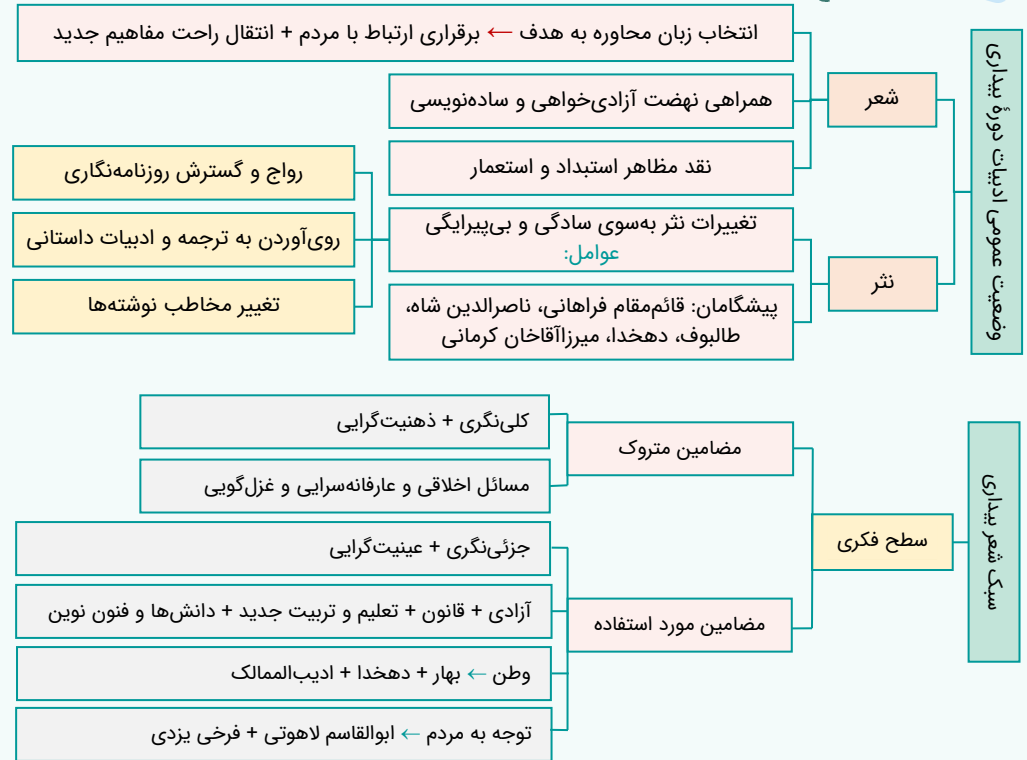 وضعیت عمومی ادبیات دورهٔ بیداری
شعر
انتخاب زبان محاوره به هدف ← برقراری ارتباط با مردم + انتقال راحت مفاهیم جدید
همراهی نهضت آزادی‌خواهی و ساده‌نویسی
نقد مظاهر استبداد و استعمار
نثر
تغییرات نثر به‌سوی سادگی و بی‌پیرایگی
عوامل:
رواج و گسترش روزنامه‌نگاری
روی‌آوردن به ترجمه و ادبیات داستانی
تغییر مخاطب نوشته‌ها
پیشگامان: قائم‌مقام فراهانی، ناصرالدین شاه،
طالبوف، دهخدا، میرزاآقاخان کرمانی
سبک شعر بیداری
سطح فکری
مضامین متروک
کلی‌نگری + ذهنیت‌گرایی
مسائل اخلاقی و عارفانه‌سرایی و غزل‌گویی
مضامین مورد استفاده
جزئی‌نگری + عینیت‌گرایی
آزادی + قانون + تعلیم و تربیت جدید + دانش‌ها و فنون نوین
وطن ← بهار + دهخدا + ادیب‌الممالک
توجه به مردم ← ابوالقاسم لاهوتی + فرخی یزدی